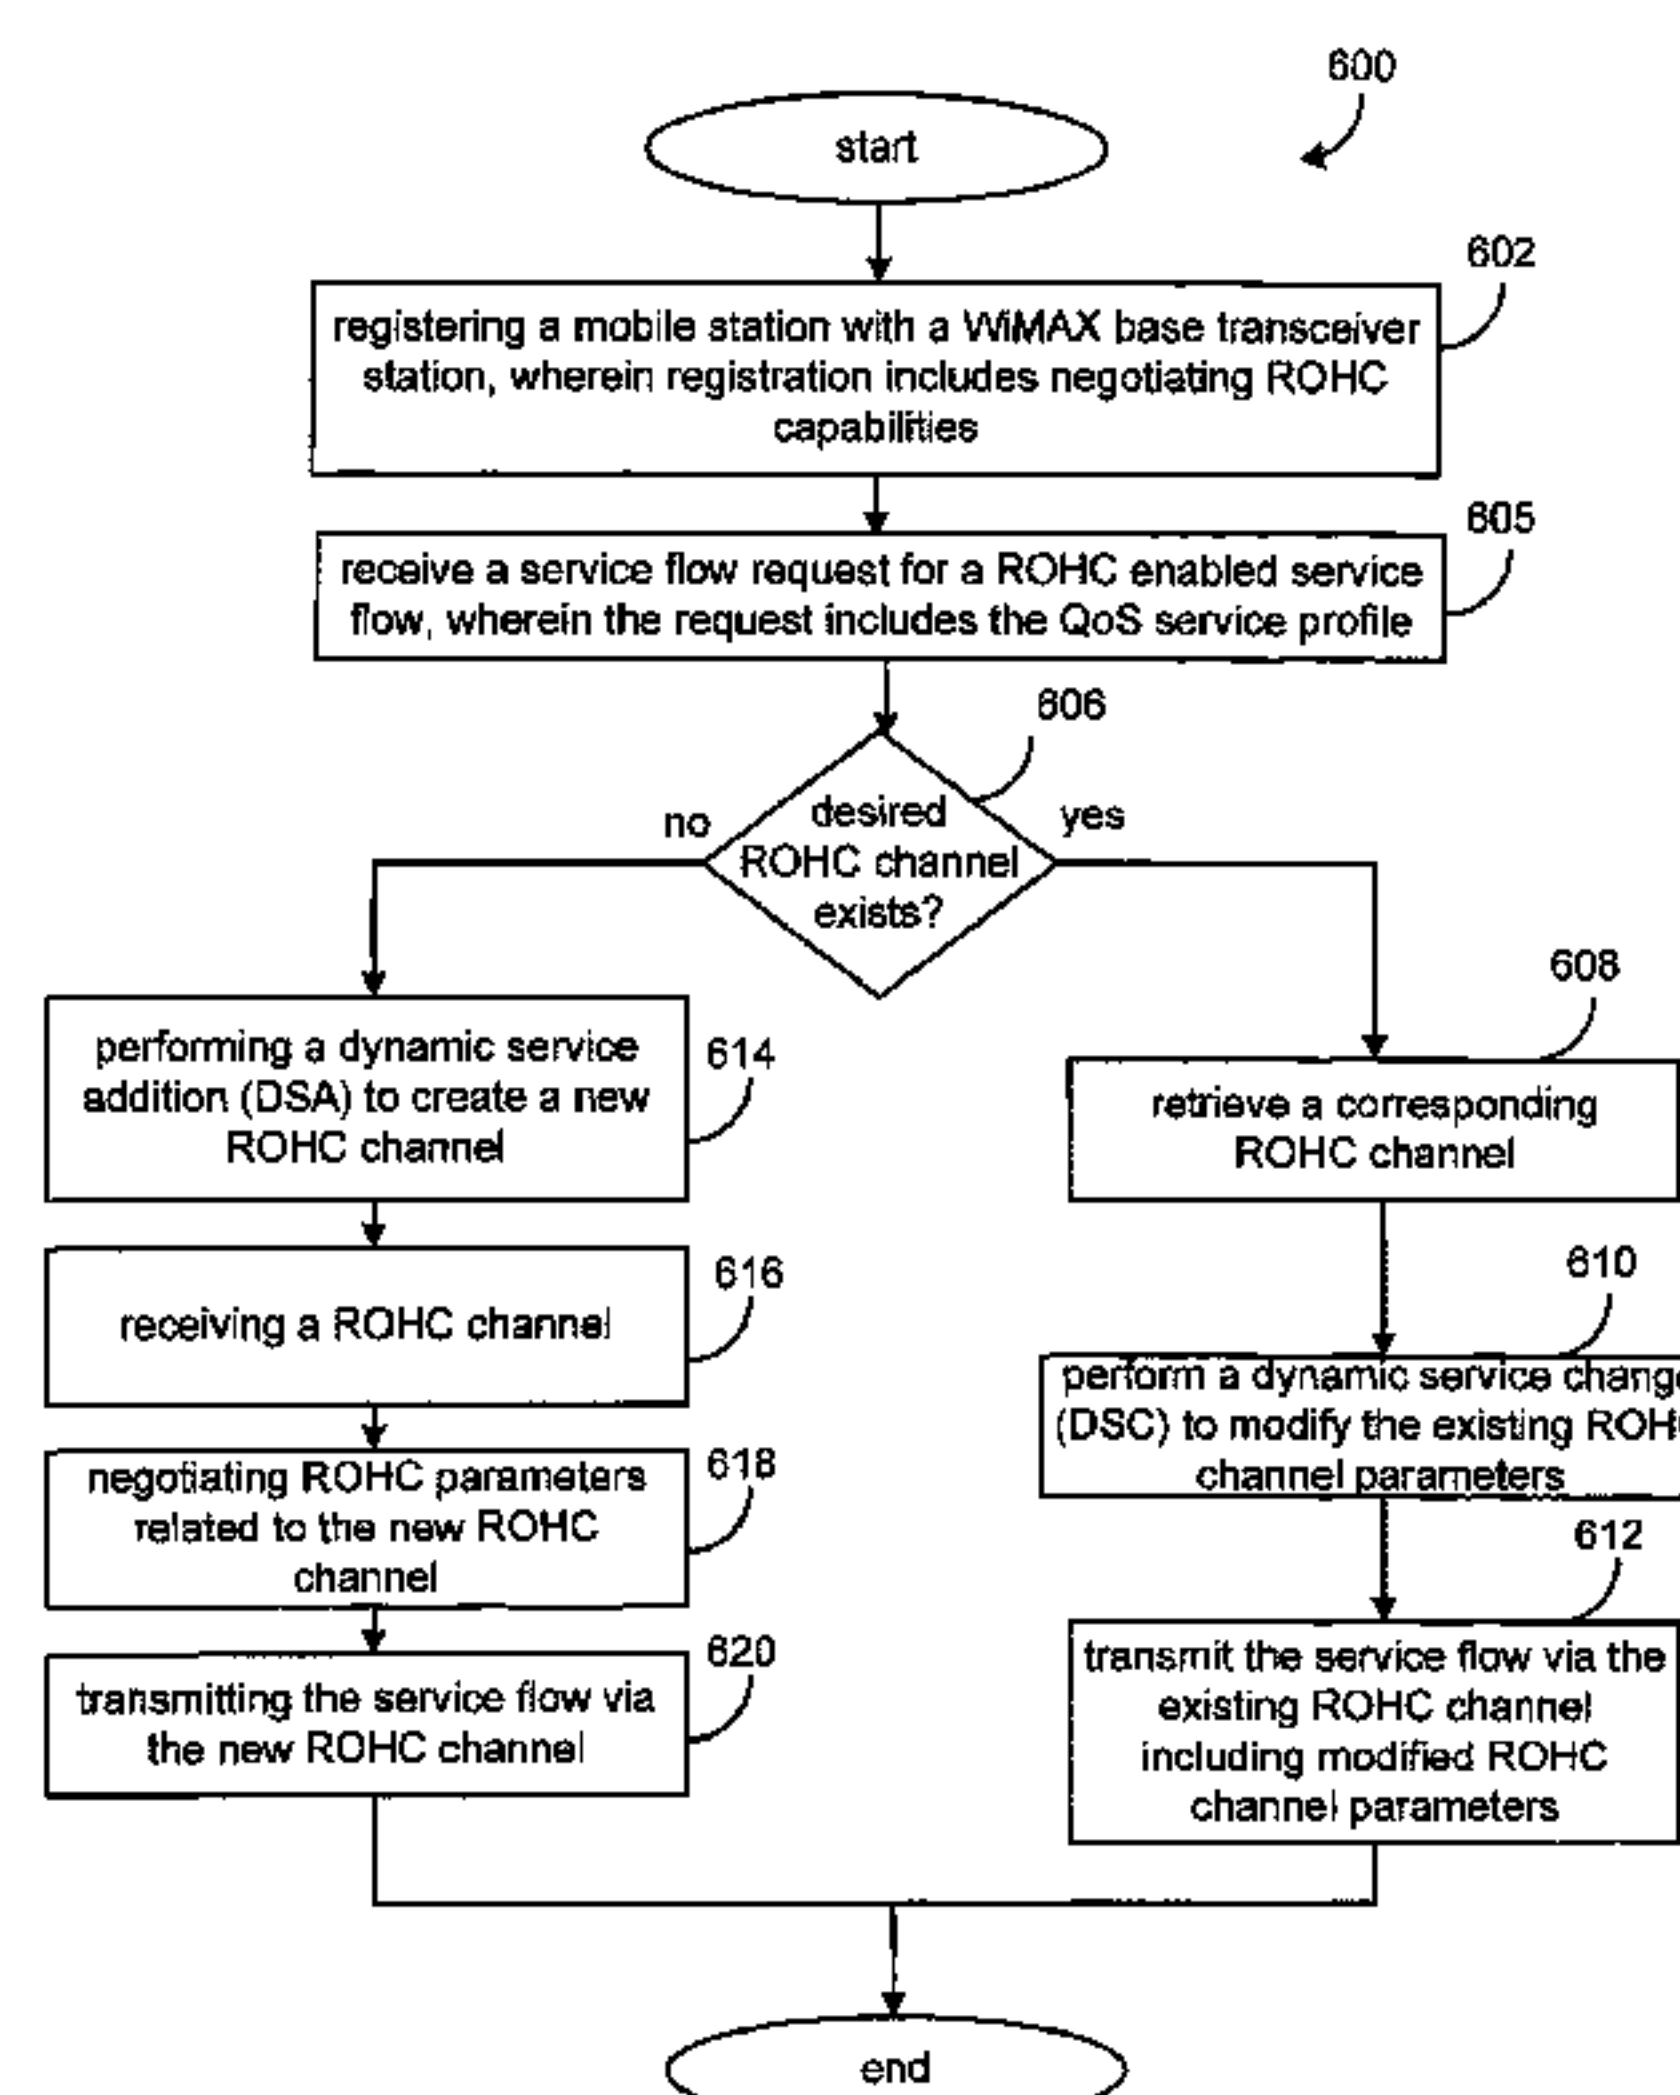 600
start
602
registering a mobile station with a WiMAX base transceiver
station, wherein registration includes negotiating ROHC
capabilities
605
receive a service flow request for a ROHC enabled service
flow, wherein the request includes the QoS service profile
606
no
desired
ROHC channel
exists?
yes
614
performing a dynamic service
addition (DSA) to create a new
ROHC channel
616
receiving a ROHC channel
618
negotiating ROHC parameters
related to the new ROHC
channel
620
transmitting the service flow via
the new ROHC channel
608
retrieve a corresponding
ROHC channel
610
perform a dynamic service
(DSC) to modify the existing
channel parameters
612
transmit the service flow via the
existing ROHC channel
including modified ROHC
channel parameters
end